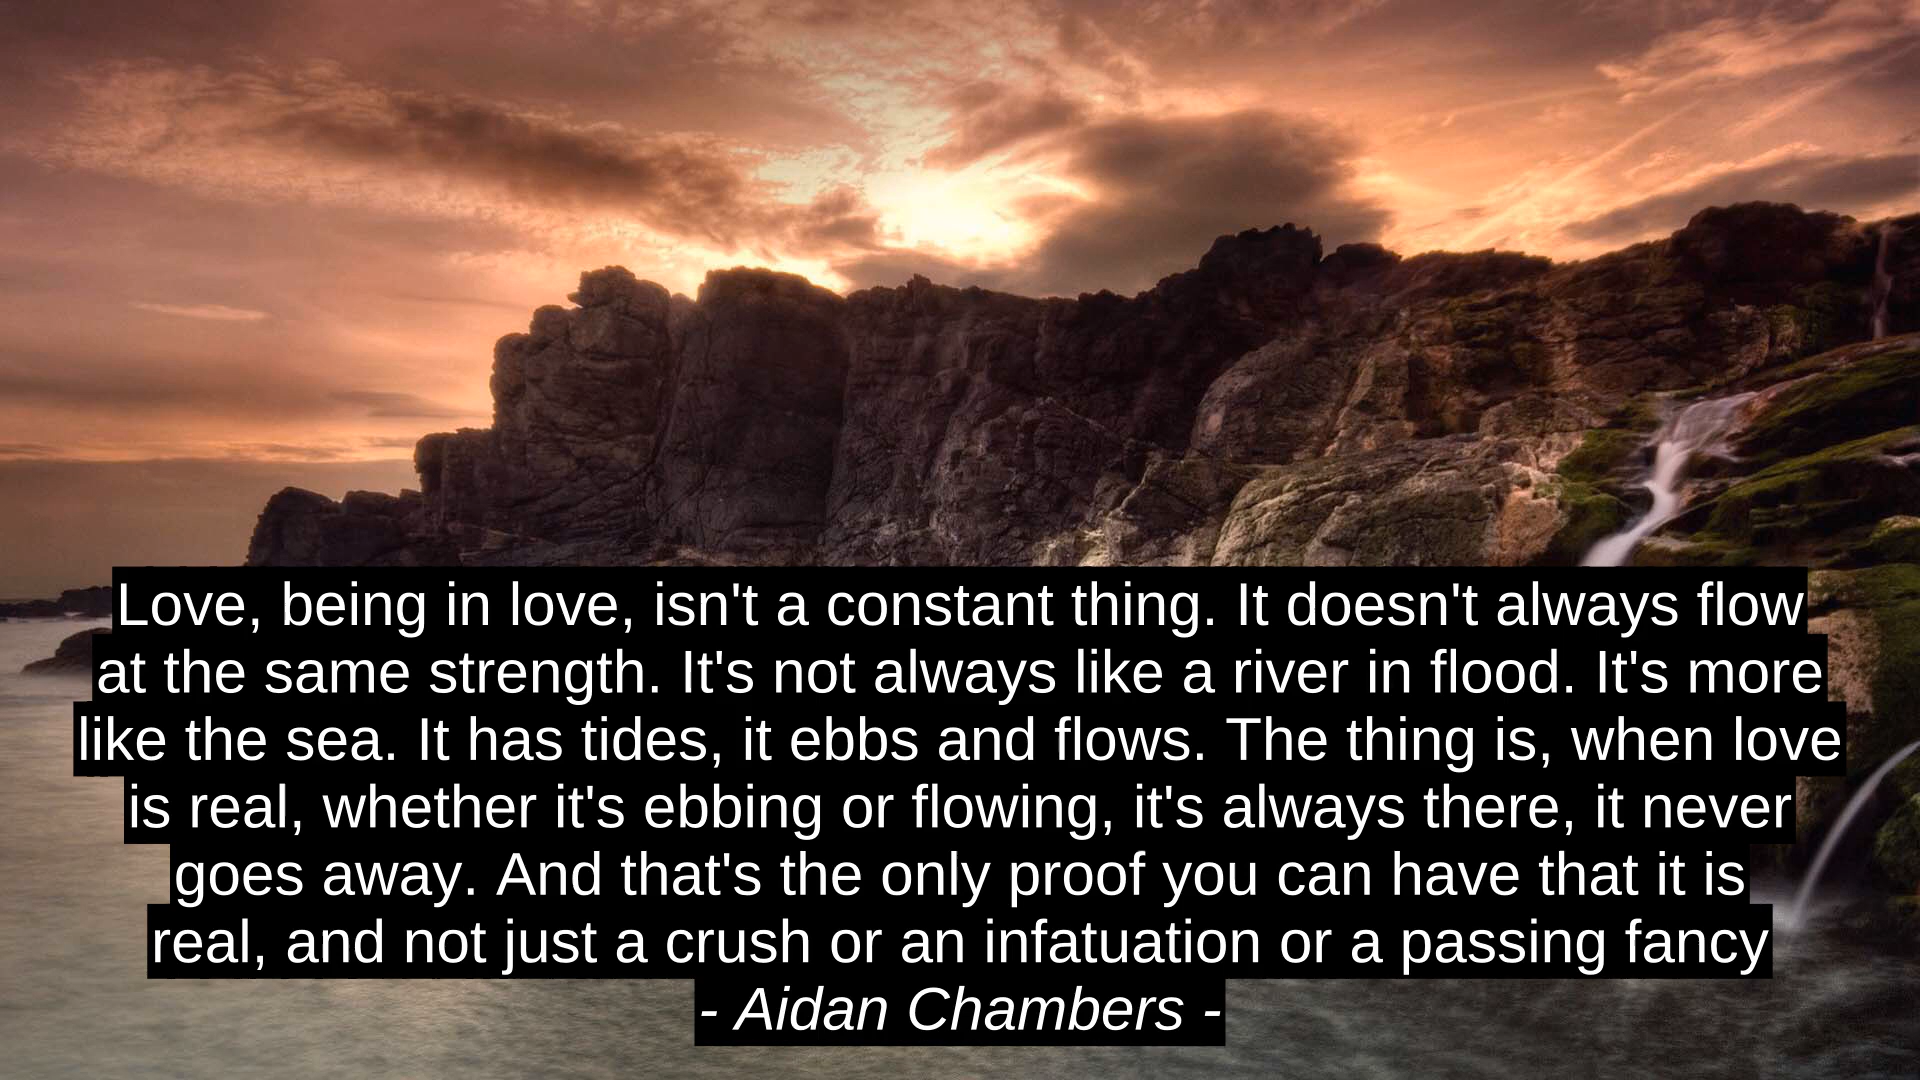 Love, being in love, isn't a constant thing. It doesn't always flow
at the same strength. It's not always like a river in flood. It's more
like the sea. It has tides, it ebbs and flows. The thing is, when love
is real, whether it's ebbing or flowing, it's always there, it never
goes away. And that's the only proof you can have that it is
real, and not just a crush or an infatuation or a passing fancy
- Aidan Chambers -